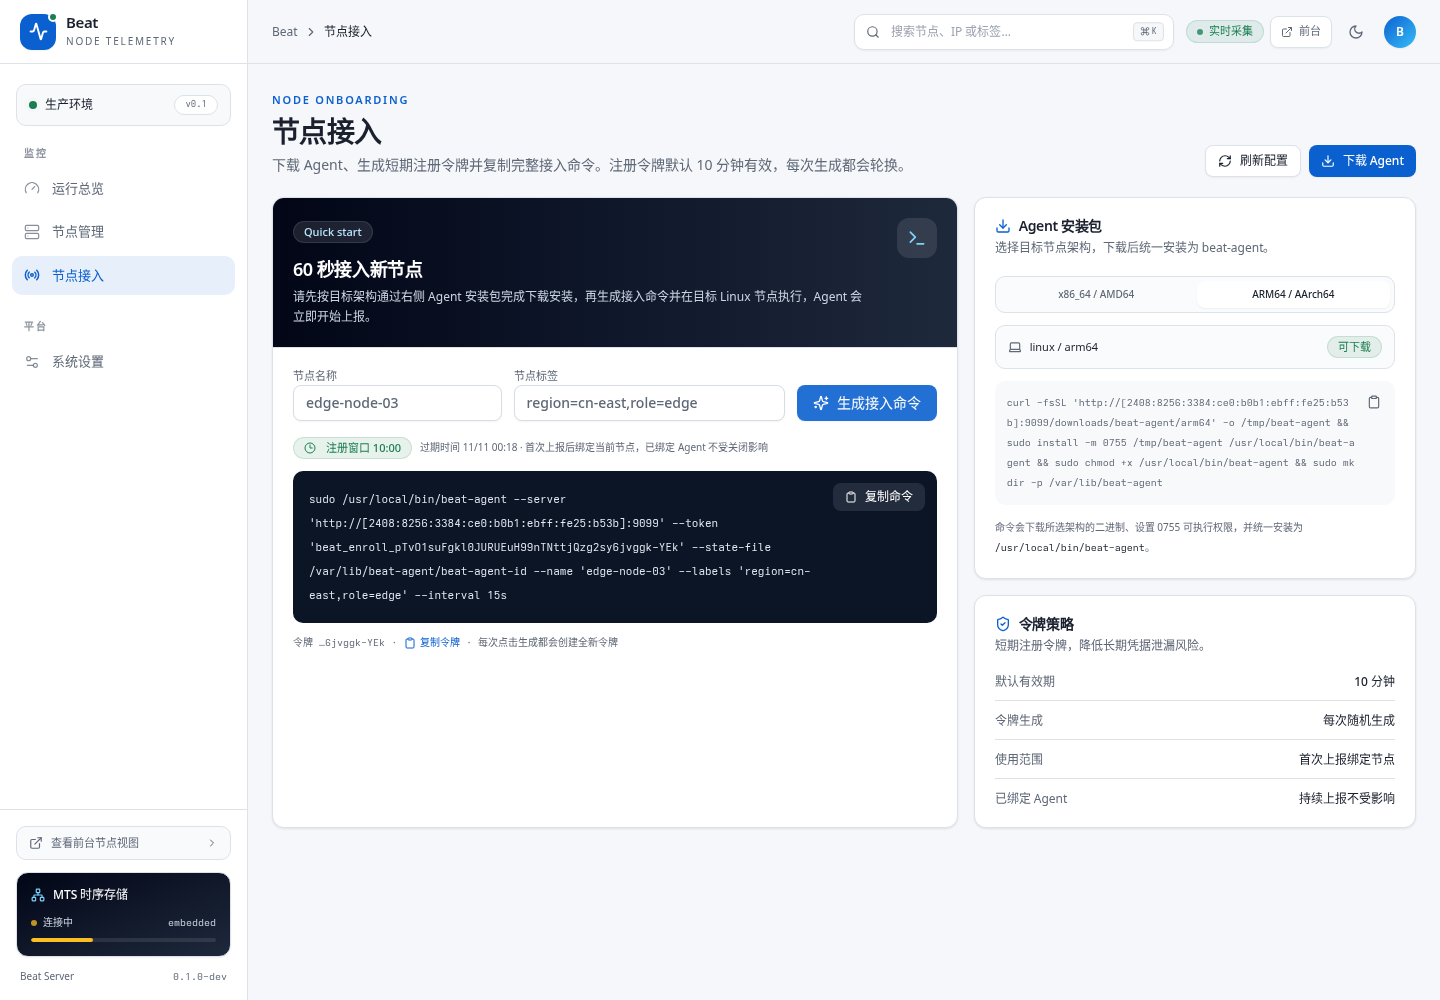 Beat
NODE TELEMETRY
生产环境
v0.1
监控
运行总览
节点管理
节点接入
平台
系统设置
查看前台节点视图
MTS 时序存储
连接中
embedded
Beat Server
0.1.0-dev
Beat
节点接入
搜索节点、IP 或标签...
⌘K
实时采集
前台
B
NODE ONBOARDING
节点接入
下载 Agent、生成短期注册令牌并复制完整接入命令。注册令牌默认 10 分钟有效，每次生成都会轮换。
刷新配置
下载 Agent
Quick start
60 秒接入新节点
请先按目标架构通过右侧 Agent 安装包完成下载安装，再生成接入命令并在目标 Linux 节点执行，Agent 会
立即开始上报。
节点名称
节点标签
edge-node-03
region=cn-east,role=edge
生成接入命令
注册窗口 10:00
过期时间 11/11 00:18 · 首次上报后绑定当前节点，已绑定 Agent 不受关闭影响
复制命令
sudo /usr/local/bin/beat-agent --server
'http://[2408:8256:3384:ce0:b0b1:ebff:fe25:b53b]:9099' --token
'beat_enroll_pTvO1suFgkl0JURUEuH99nTNttjQzg2sy6jvggk-YEk' --state-file
/var/lib/beat-agent/beat-agent-id --name 'edge-node-03' --labels 'region=cn-
east,role=edge' --interval 15s
令牌 …6jvggk-YEk · 复制令牌 · 每次点击生成都会创建全新令牌
Agent 安装包
选择目标节点架构，下载后统一安装为 beat-agent。
x86_64 / AMD64
ARM64 / AArch64
linux / arm64
可下载
curl -fsSL 'http://[2408:8256:3384:ce0:b0b1:ebff:fe25:b53
b]:9099/downloads/beat-agent/arm64' -o /tmp/beat-agent &&
sudo install -m 0755 /tmp/beat-agent /usr/local/bin/beat-a
gent && sudo chmod +x /usr/local/bin/beat-agent && sudo mk
dir -p /var/lib/beat-agent
命令会下载所选架构的二进制、设置 0755 可执行权限，并统一安装为
/usr/local/bin/beat-agent。
令牌策略
短期注册令牌，降低长期凭据泄漏风险。
默认有效期
10 分钟
令牌生成
每次随机生成
使用范围
首次上报绑定节点
已绑定 Agent
持续上报不受影响